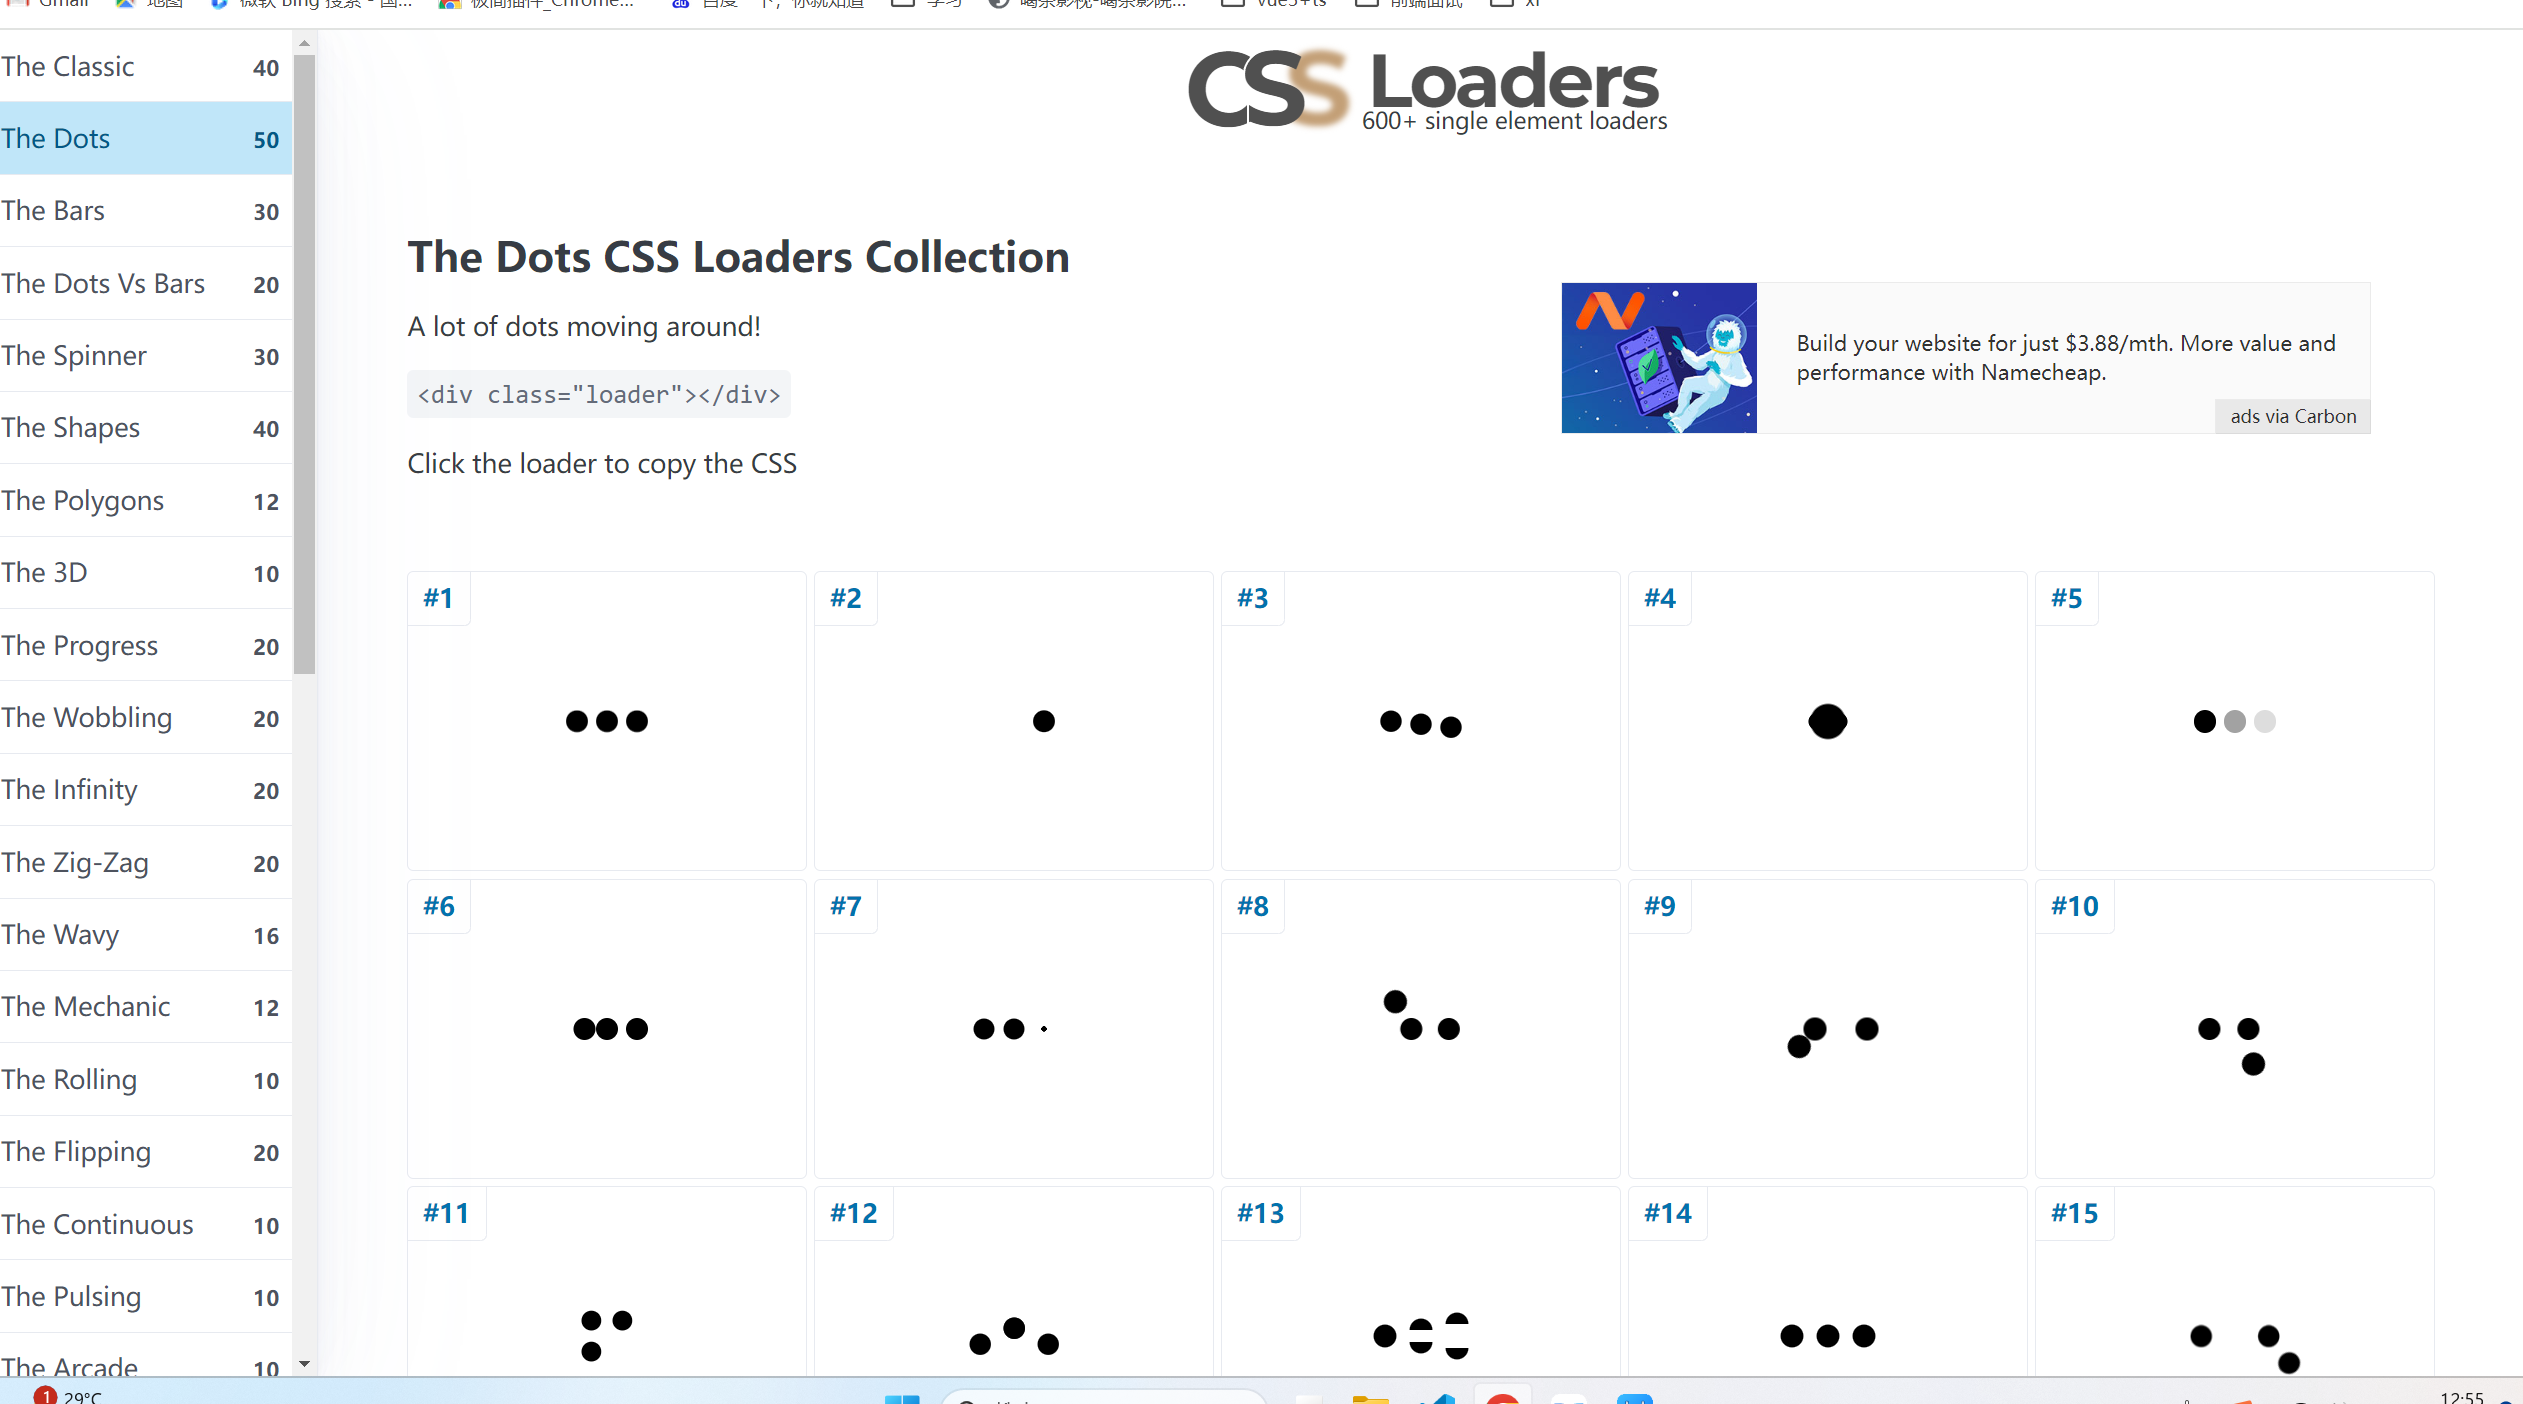 Gmail 地图 微软 Bing 搜索 - 国... 极简插件_Chrome... 百度一下，你就知道 学习 喝茶影视-喝茶影院... vue3+ts 前端面试
The Classic 40
The Dots 50
The Bars 30
The Dots Vs Bars 20
The Spinner 30
The Shapes 40
The Polygons 12
The 3D 10
The Progress 20
The Wobbling 20
The Infinity 20
The Zig-Zag 20
The Wavy 16
The Mechanic 12
The Rolling 10
The Flipping 20
The Continuous 10
The Pulsing 10
The Arcade 10
CSS Loaders
600+ single element loaders
The Dots CSS Loaders Collection
A lot of dots moving around!
<div class="loader"></div>
Click the loader to copy the CSS
Build your website for just $3.88/mth. More value and
performance with Namecheap.
ads via Carbon
#1 #2 #3 #4 #5
#6 #7 #8 #9 #10
#11 #12 #13 #14 #15
1 29°C
12:55